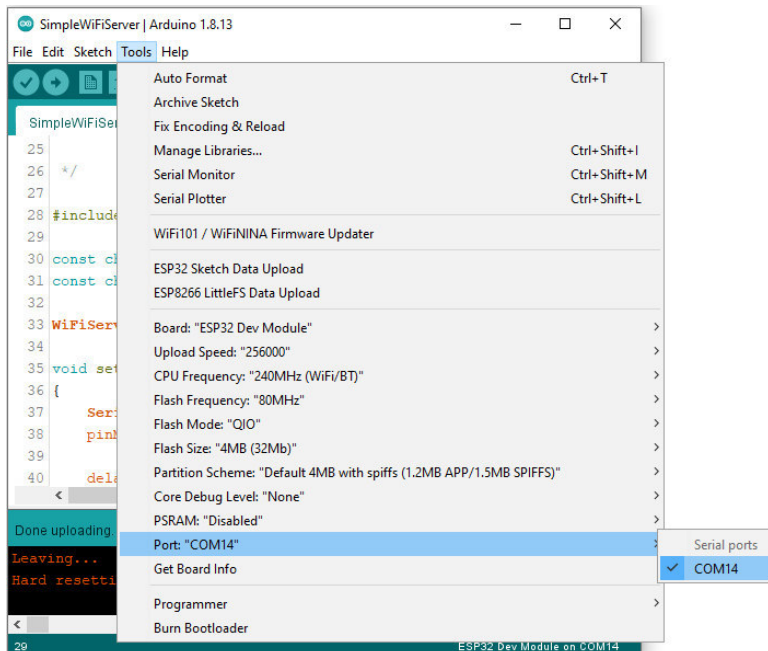 SimpleWiFiServer | Arduino 1.8.13
File Edit Sketch Tools Help
SimpleWiFiSer
25
26 */
27
28 #include
29
30 const ch
31 const ch
32
33 WiFiServ
34
35 void set
36 {
37 Seri
38 pinM
39
40 dela
Auto Format Ctrl+T
Archive Sketch
Fix Encoding & Reload
Manage Libraries... Ctrl+Shift+I
Serial Monitor Ctrl+Shift+M
Serial Plotter Ctrl+Shift+L
WiFi101 / WiFiNINA Firmware Updater
ESP32 Sketch Data Upload
ESP8266 LittleFS Data Upload
Board: "ESP32 Dev Module"
Upload Speed: "256000"
CPU Frequency: "240MHz (WiFi/BT)"
Flash Frequency: "80MHz"
Flash Mode: "QIO"
Flash Size: "4MB (32Mb)"
Partition Scheme: "Default 4MB with spiffs (1.2MB APP/1.5MB SPIFFS)"
Core Debug Level: "None"
PSRAM: "Disabled"
Port: "COM14"
Get Board Info
Programmer
Burn Bootloader
Serial ports
COM14
Done uploading.
Leaving...
Hard resetti
29 ESP32 Dev Module on COM14